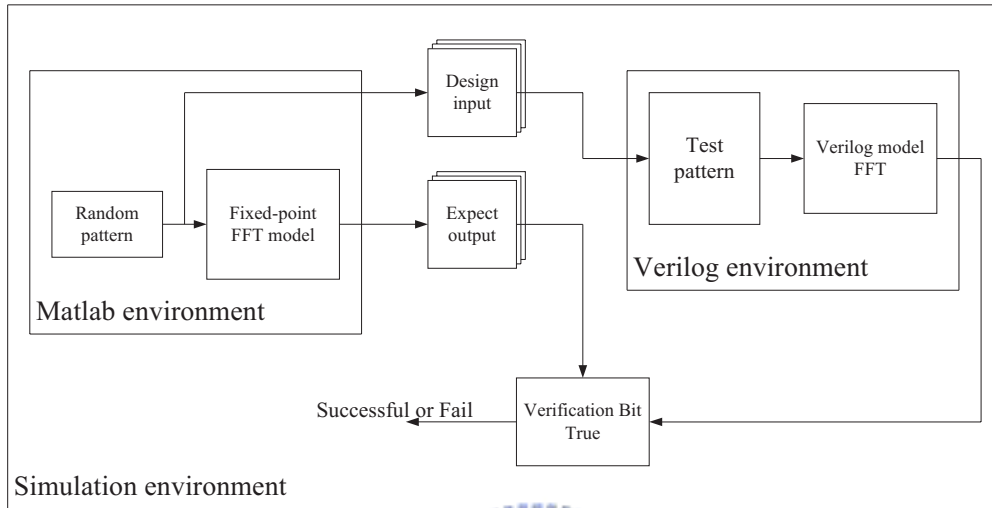 Design
input
Test
pattern
Verilog model
FFT
Random
pattern
Fixed-point
FFT model
Expect
output
Matlab environment
Verilog environment
Successful or Fail
Verification Bit
True
Simulation environment